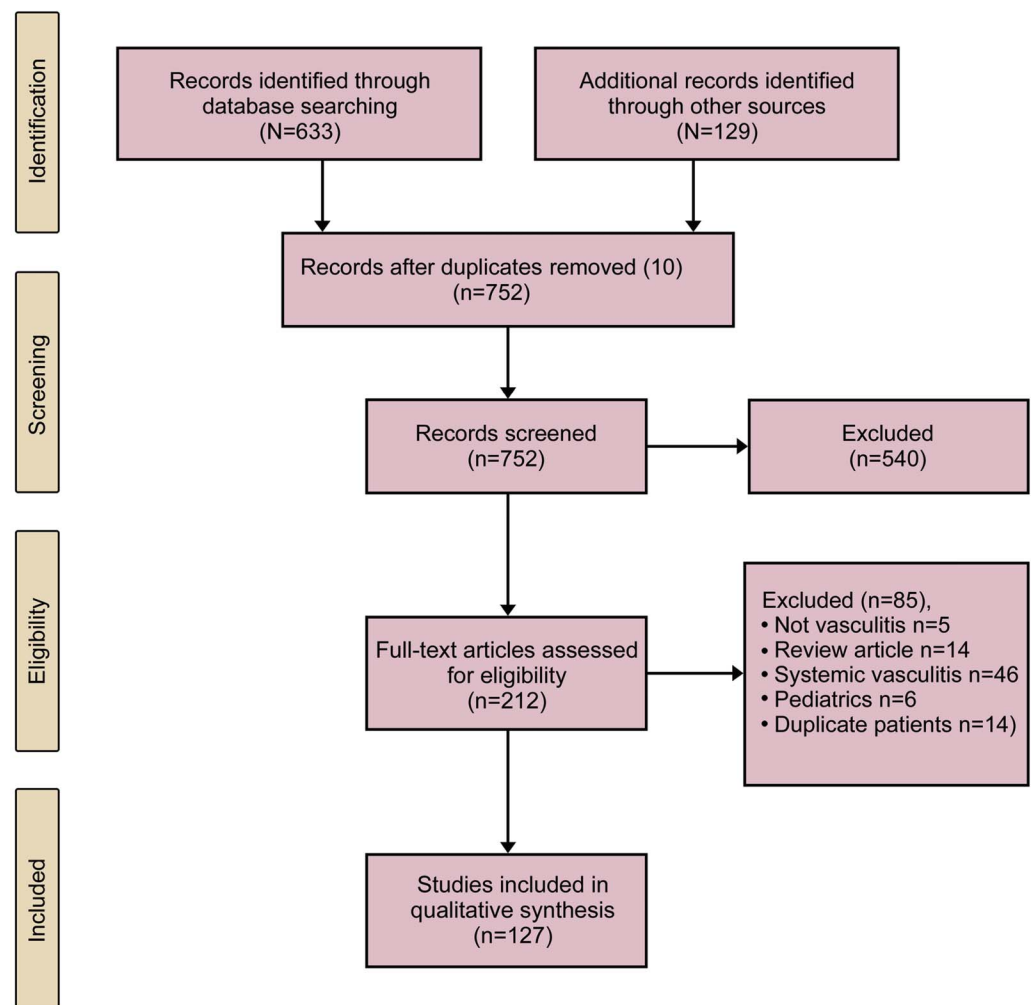 Identification
Records identified through
database searching
(N=633)
Additional records identified
through other sources
(N=129)
Records after duplicates removed (10)
(n=752)
Screening
Records screened
(n=752)
Excluded
(n=540)
Eligibility
Full-text articles assessed
for eligibility
(n=212)
Excluded (n=85),
• Not vasculitis n=5
• Review article n=14
• Systemic vasculitis n=46
• Pediatrics n=6
• Duplicate patients n=14)
Included
Studies included in
qualitative synthesis
(n=127)